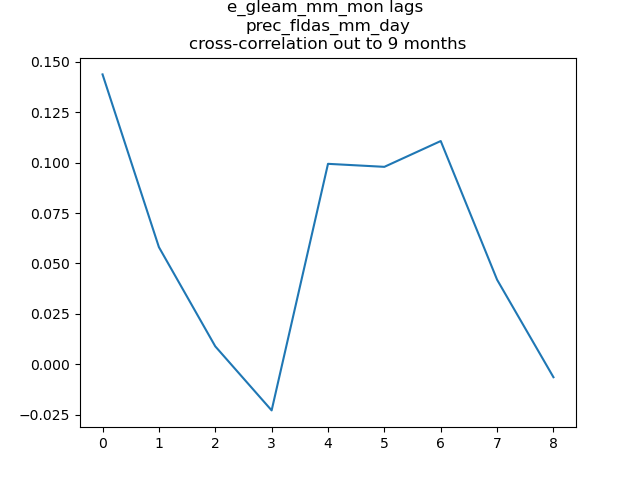 e_gleam_mm_mon lags
prec_fldas_mm_day
cross-correlation out to 9 months
0.150
0.125
0.100
0.075
0.050
0.025
0.000
−0.025
0 1 2 3 4 5 6 7 8